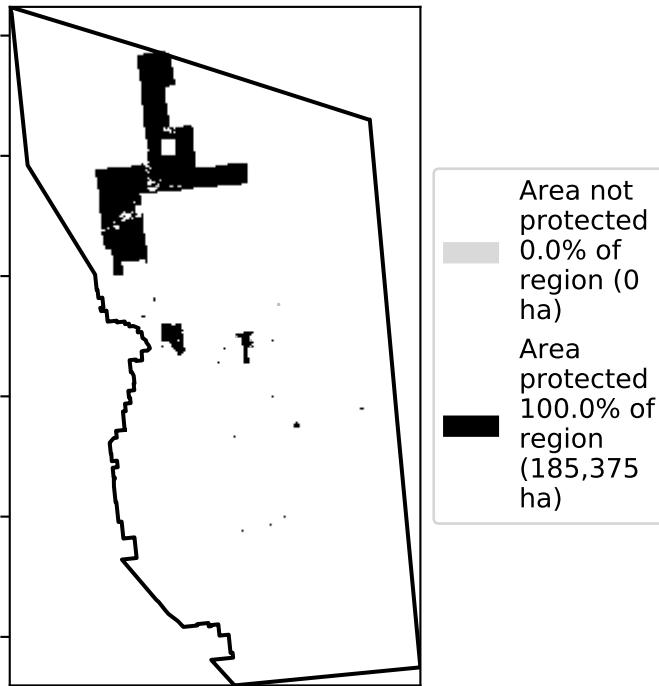 Area not
protected
0.0% of
region (0
ha)
Area
protected
100.0% of
region
(185,375
ha)